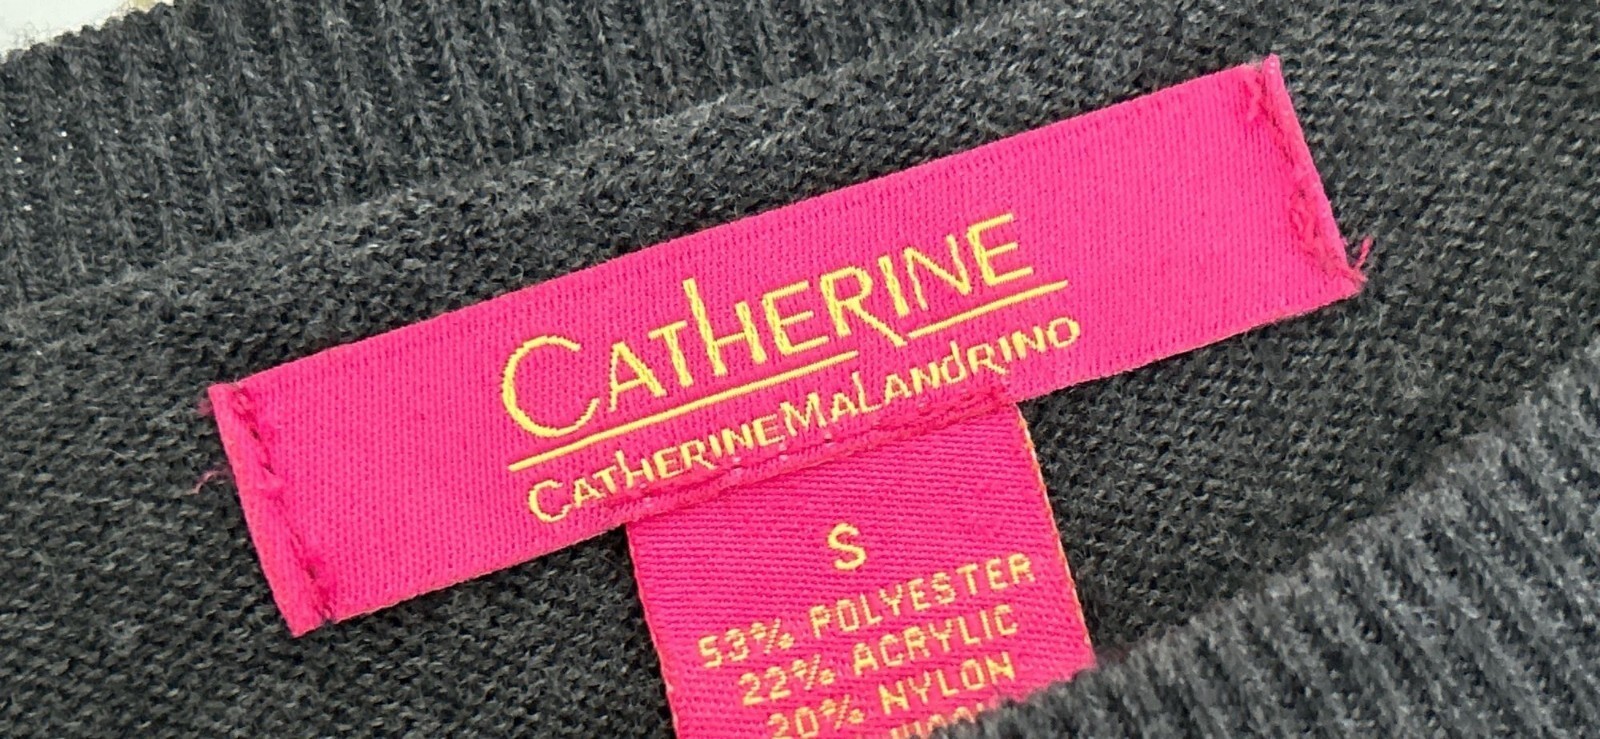 CATHERINE
CATHERINE MALANDRINO
S
53% POLYESTER
22% ACRYLIC
20% NYLON